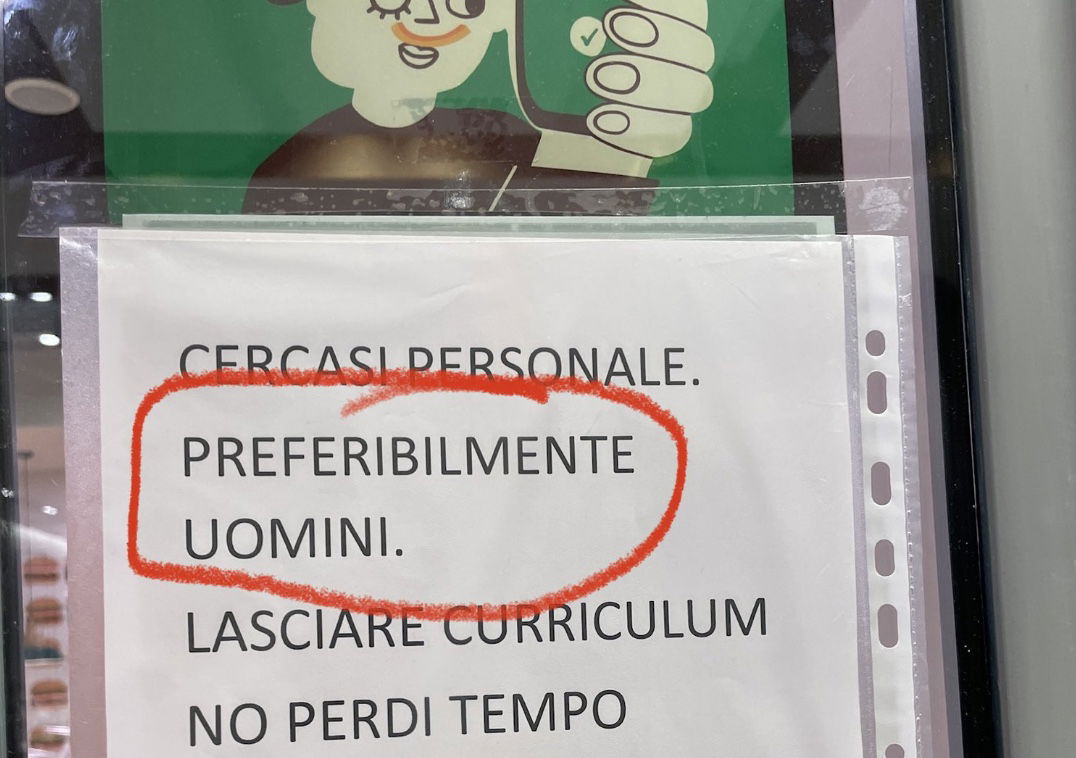 CERCASI PERSONALE.
PREFERIBILMENTE
UOMINI.
LASCIARE CURRICULUM
NO PERDI TEMPO